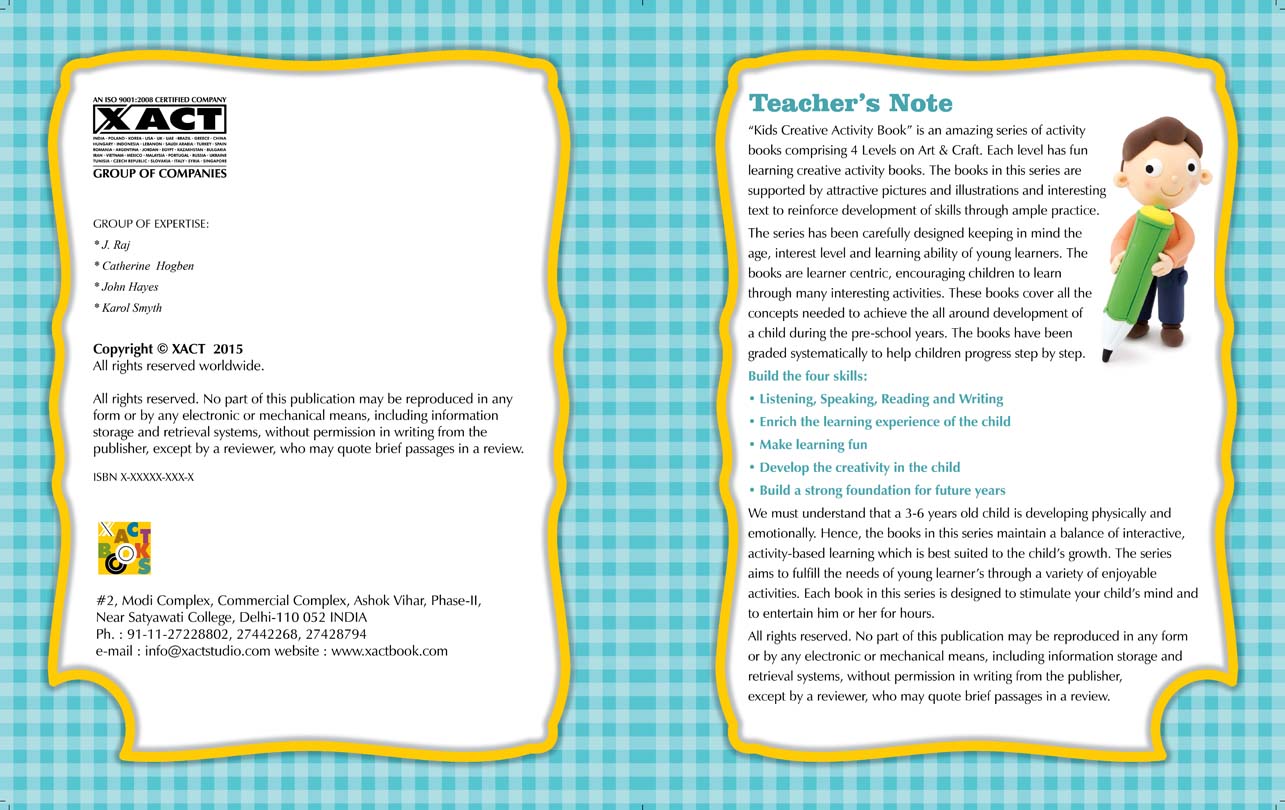 AN ISO 9001:2008 CERTIFIED COMPANY
XACT
INDIA • POLAND • KOREA • USA • UK • UAE • BRAZIL • GREECE • CHINA
HUNGARY • INDONESIA • LEBANON • SAUDI ARABIA • TURKEY • SPAIN
ROMANIA • ARGENTINA • JORDAN • EGYPT • KAZAKHSTAN • BULGARIA
IRAN • VIETNAM • MEXICO • MALAYSIA • PORTUGAL • RUSSIA • UKRAINE
TUNISIA • CZECH REPUBLIC • SLOVAKIA • ITALY • SYRIA • SINGAPORE
GROUP OF COMPANIES
GROUP OF EXPERTISE:
* J. Raj
* Catherine Hogben
* John Hayes
* Karol Smyth
Copyright © XACT 2015
All rights reserved worldwide.
All rights reserved. No part of this publication may be reproduced in any
form or by any electronic or mechanical means, including information
storage and retrieval systems, without permission in writing from the
publisher, except by a reviewer, who may quote brief passages in a review.
ISBN X-XXXXX-XXX-X
XACT
BOOKS
#2, Modi Complex, Commercial Complex, Ashok Vihar, Phase-II,
Near Satyawati College, Delhi-110 052 INDIA
Ph. : 91-11-27228802, 27442268, 27428794
e-mail : info@xactstudio.com website : www.xactbook.com
Teacher's Note
“Kids Creative Activity Book” is an amazing series of activity
books comprising 4 Levels on Art & Craft. Each level has fun
learning creative activity books. The books in this series are
supported by attractive pictures and illustrations and interesting
text to reinforce development of skills through ample practice.
The series has been carefully designed keeping in mind the
age, interest level and learning ability of young learners. The
books are learner centric, encouraging children to learn
through many interesting activities. These books cover all the
concepts needed to achieve the all around development of
a child during the pre-school years. The books have been
graded systematically to help children progress step by step.
Build the four skills:
• Listening, Speaking, Reading and Writing
• Enrich the learning experience of the child
• Make learning fun
• Develop the creativity in the child
• Build a strong foundation for future years
We must understand that a 3-6 years old child is developing physically and
emotionally. Hence, the books in this series maintain a balance of interactive,
activity-based learning which is best suited to the child's growth. The series
aims to fulfill the needs of young learner's through a variety of enjoyable
activities. Each book in this series is designed to stimulate your child's mind and
to entertain him or her for hours.
All rights reserved. No part of this publication may be reproduced in any form
or by any electronic or mechanical means, including information storage and
retrieval systems, without permission in writing from the publisher,
except by a reviewer, who may quote brief passages in a review.